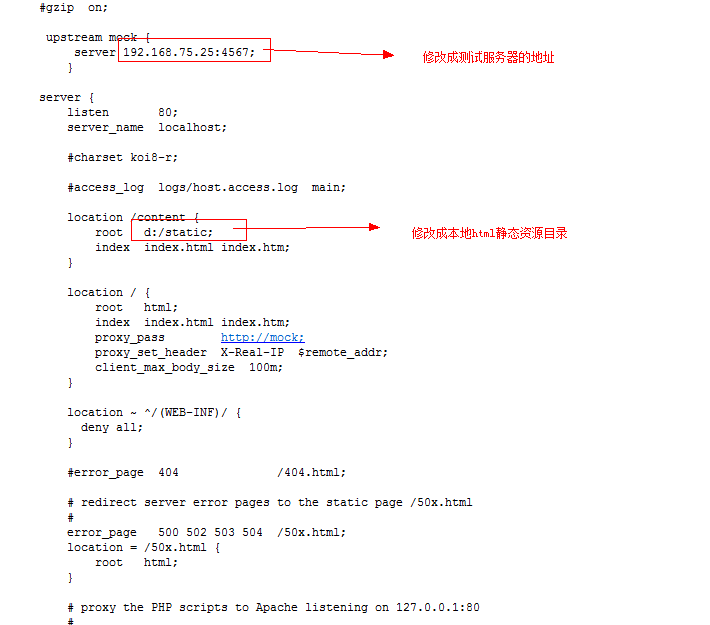 #gzip  on;
upstream mock {
server 192.168.75.25:4567; 修改成测试服务器的地址
}
server {
listen       80;
server_name  localhost;
#charset koi8-r;
#access_log  logs/host.access.log  main;
location /content {
root   d:/static; 修改成本地html静态资源目录
index  index.html index.htm;
}
location / {
root   html;
index  index.html index.htm;
proxy_pass        http://mock;
proxy_set_header  X-Real-IP  $remote_addr;
client_max_body_size  100m;
}
location ~ ^/(WEB-INF)/ {
deny all;
}
#error_page  404              /404.html;
# redirect server error pages to the static page /50x.html
#
error_page   500 502 503 504  /50x.html;
location = /50x.html {
root   html;
}
# proxy the PHP scripts to Apache listening on 127.0.0.1:80
#